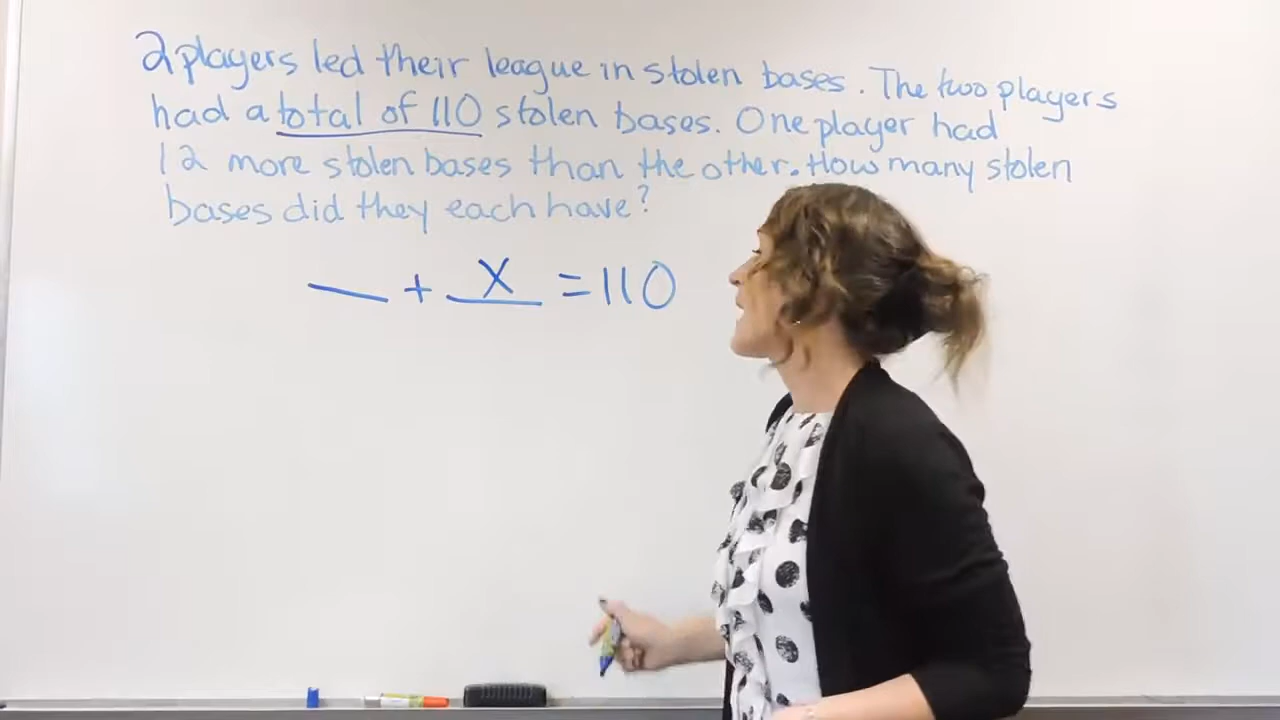 2 players led their league in stolen bases. The two players
had a total of 110 stolen bases. One player had
12 more stolen bases than the other. How many stolen
bases did they each have?
__ + X = 110